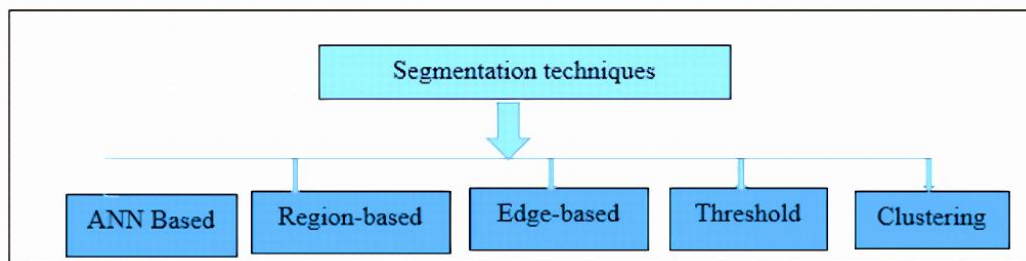 Segmentation techniques
ANN Based
Region-based
Edge-based
Threshold
Clustering